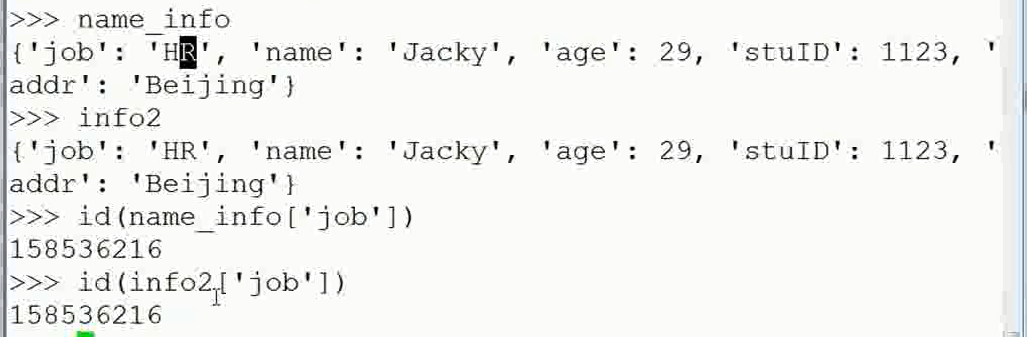 >>> name_info
{'job': 'HR', 'name': 'Jacky', 'age': 29, 'stuID': 1123, '
addr': 'Beijing'}
>>> info2
{'job': 'HR', 'name': 'Jacky', 'age': 29, 'stuID': 1123, '
addr': 'Beijing'}
>>> id(name_info['job'])
158536216
>>> id(info2['job'])
158536216